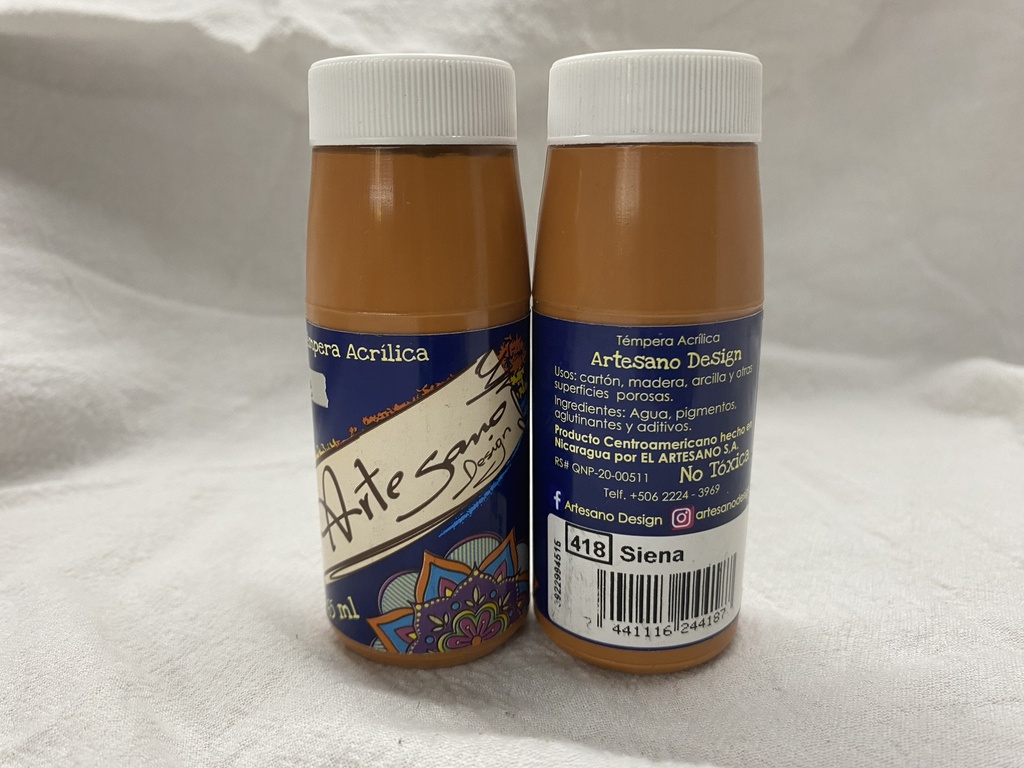 Acrílica
Artesano
Design
ml
Témpera Acrílica
Artesano Design
Usos: cartón, madera, arcilla y otras
superficies porosas.
Ingredientes: Agua, pigmentos,
aglutinantes y aditivos.
Producto Centroamericano hecho en
Nicaragua por EL ARTESANO S.A.
RS# QNP-20-00511
No Tóxica
Telf. +506 2224 - 3969
Artesano Design
418 Siena
7 441116 244187